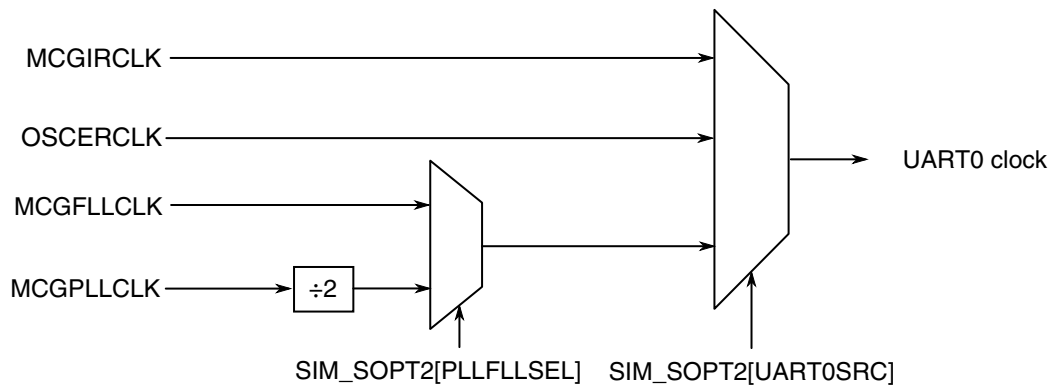 MCGIRCLK
OSCERCLK
UART0 clock
MCGFLLCLK
MCGPLLCLK
÷2
SIM_SOPT2[PLLFLLSEL]
SIM_SOPT2[UART0SRC]